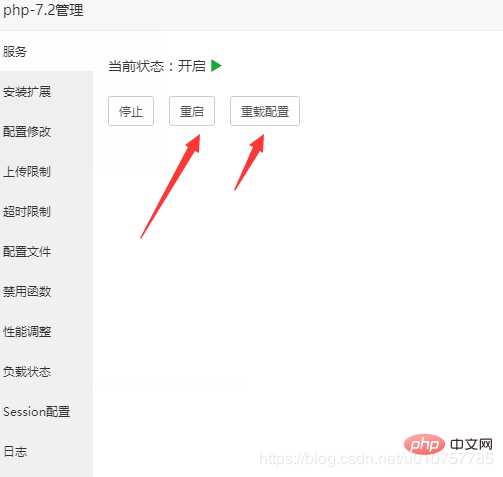 php-7.2管理
服务
当前状态：开启
安装扩展
停止 重启 重载配置
配置修改
上传限制
超时限制
配置文件
禁用函数
性能调整
负载状态
Session配置
日志
php 中文网
https://blog.csdn.net/u010757785